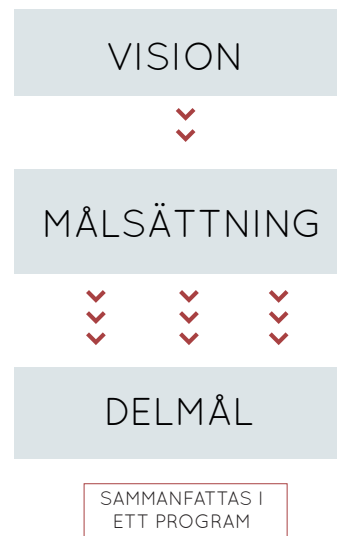 VISION
MÅLSÄTTNING
DELMÅL
SAMMANFATTAS I
ETT PROGRAM